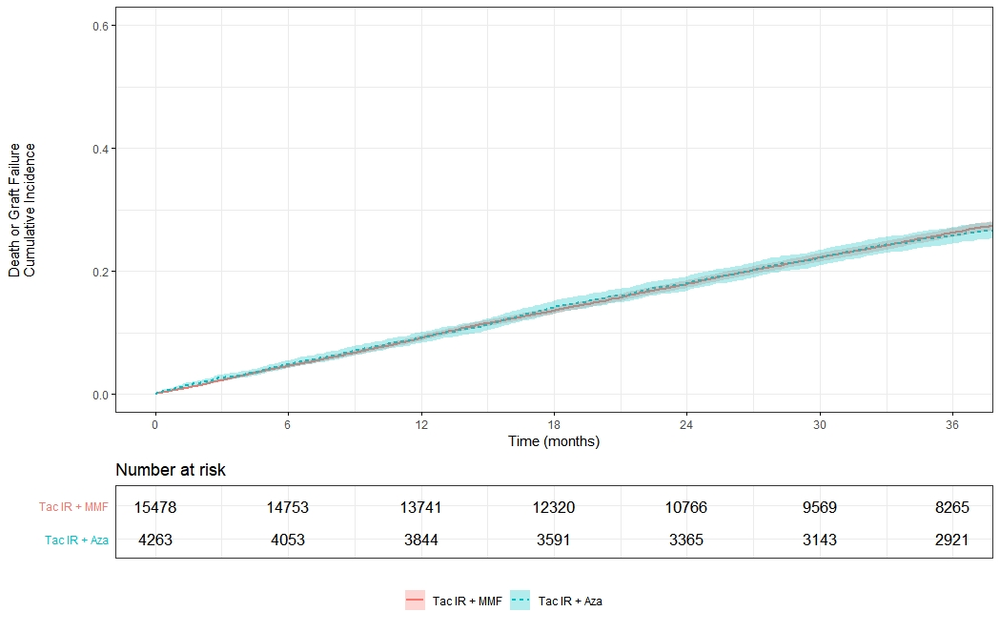 0.6
0.4
0.2
0.0
Death or Graft Failure
Cumulative Incidence
0 6 12 18 24 30 36
Time (months)
Number at risk
Tac IR + MMF 15478 14753 13741 12320 10766 9569 8265
Tac IR + Aza 4263 4053 3844 3591 3365 3143 2921
Tac IR + MMF Tac IR + Aza